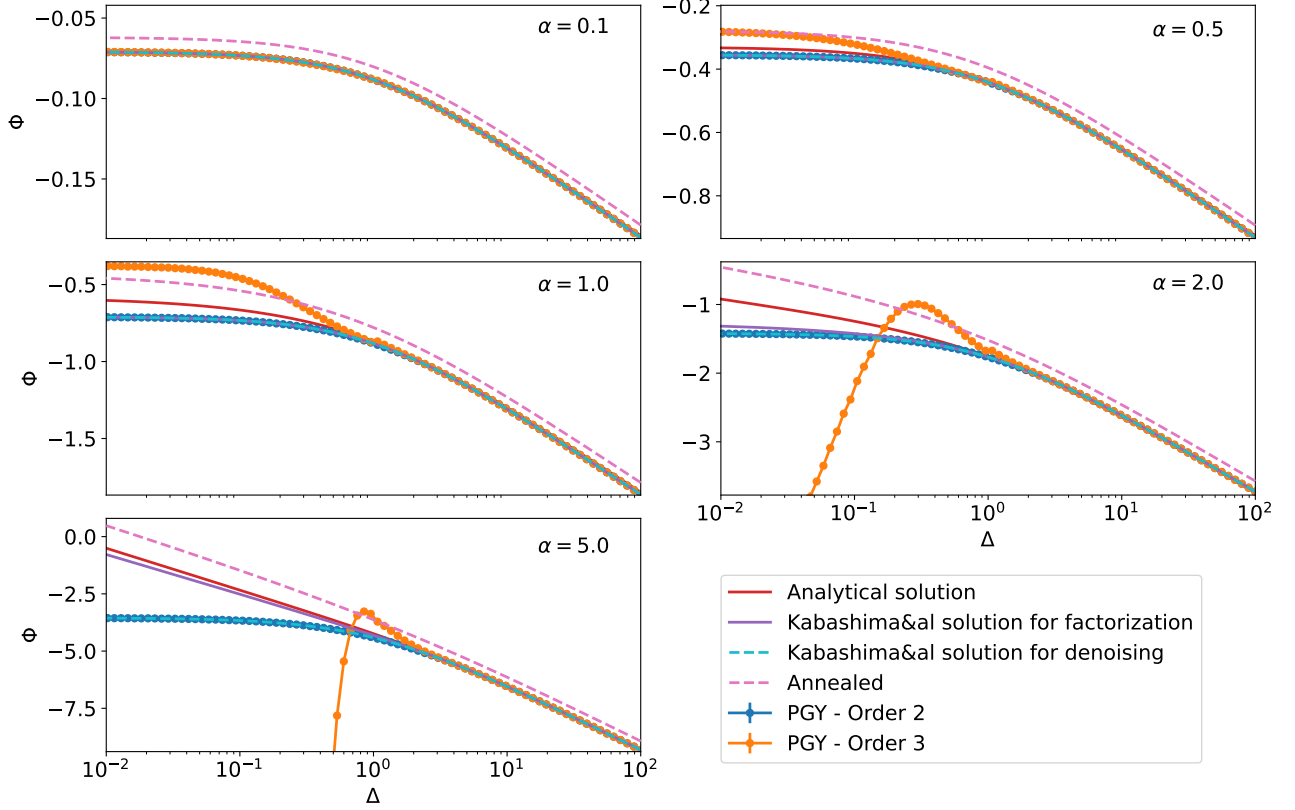 α = 0.1
−0.05
−0.10
−0.15
Φ
α = 0.5
−0.2
−0.4
−0.6
−0.8
α = 1.0
−0.5
−1.0
−1.5
Φ
α = 2.0
−1
−2
−3
10⁻² 10⁻¹ 10⁰ 10¹ 10²
Δ
α = 5.0
0.0
−2.5
−5.0
−7.5
Φ
10⁻² 10⁻¹ 10⁰ 10¹ 10²
Δ
Analytical solution
Kabashima&al solution for factorization
Kabashima&al solution for denoising
Annealed
PGY - Order 2
PGY - Order 3